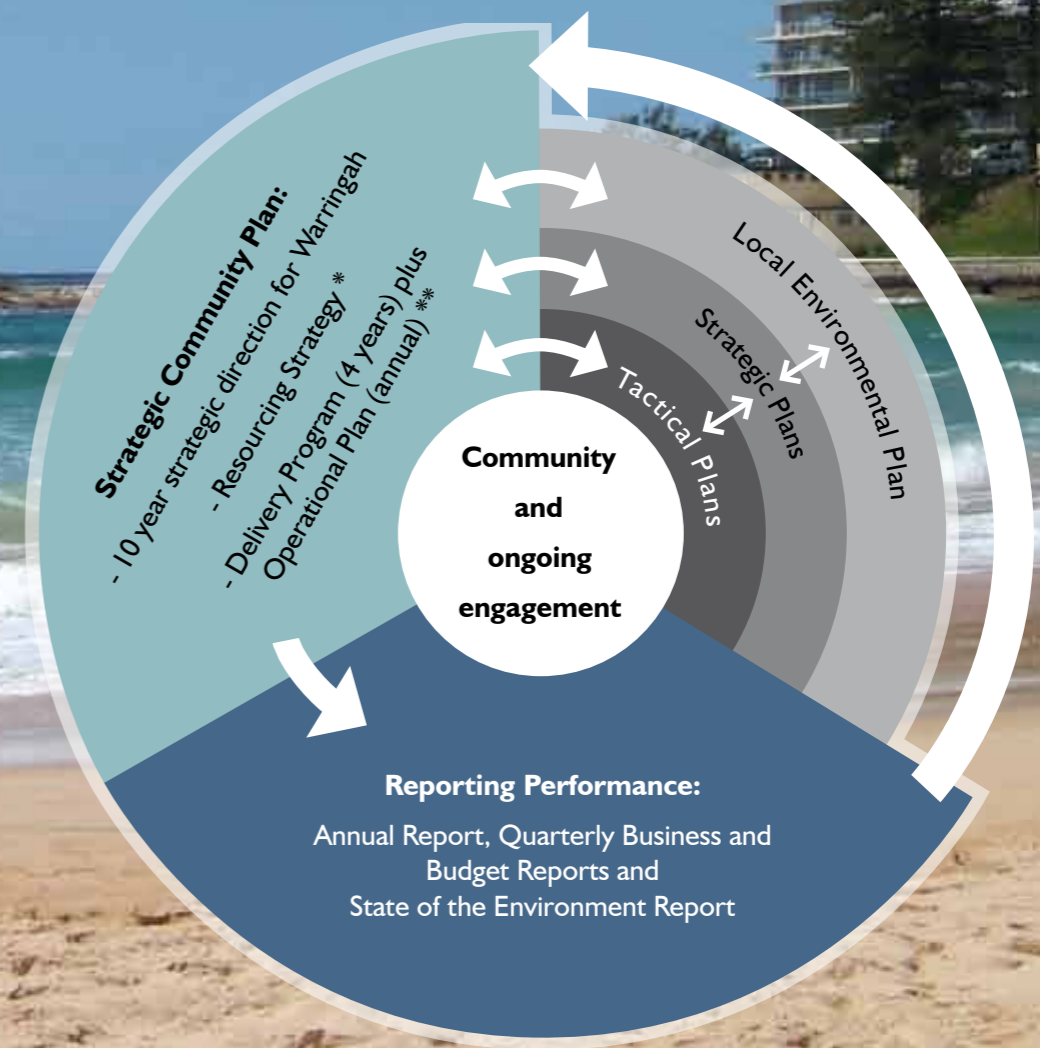 Strategic Community Plan:
- 10 year strategic direction for Warringah
- Resourcing Strategy *
- Delivery Program (4 years) plus
Operational Plan (annual) **
Local Environmental Plan
Strategic Plans
Tactical Plans
Community
and
ongoing
engagement
Reporting Performance:
Annual Report, Quarterly Business and
Budget Reports and
State of the Environment Report